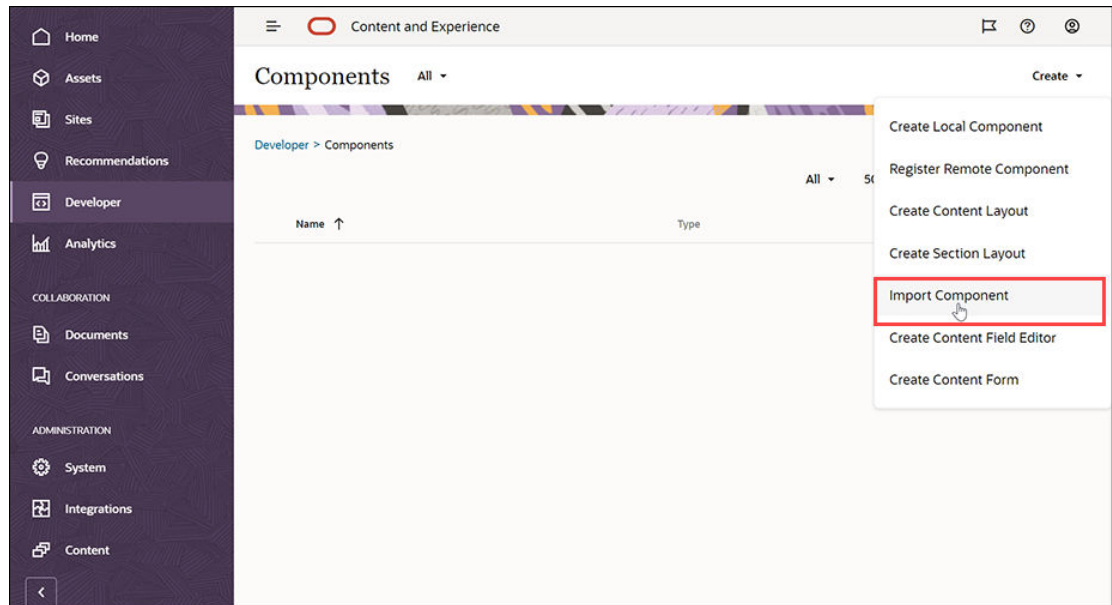 Home
Assets
Sites
Recommendations
Developer
Analytics
COLLABORATION
Documents
Conversations
ADMINISTRATION
System
Integrations
Content
Content and Experience
Components All
Create
Developer > Components
All
Name Type
Create Local Component
Register Remote Component
Create Content Layout
Create Section Layout
Import Component
Create Content Field Editor
Create Content Form